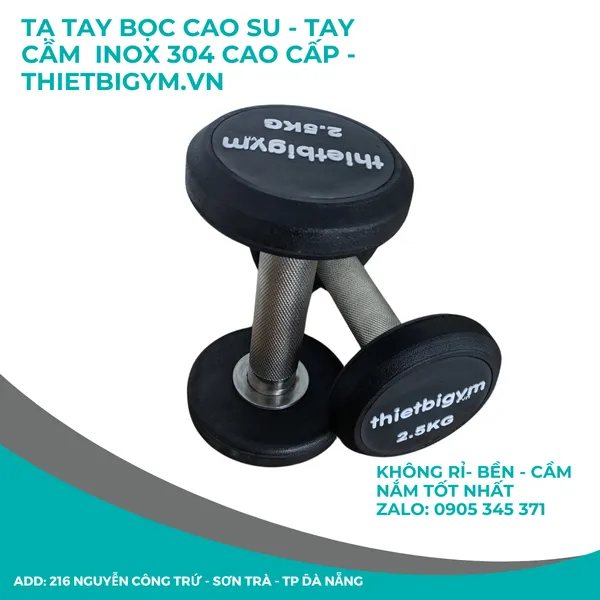 TẠ TAY BỌC CAO SU - TAY
CẦM INOX 304 CAO CẤP -
THIETBIGYM.VN
thietbigym
2.5KG
thietbigym
2.5KG
KHÔNG RỈ- BỀN - CẦM
NẮM TỐT NHẤT
ZALO: 0905 345 371
ADD: 216 NGUYỄN CÔNG TRỨ - SƠN TRÀ - TP ĐÀ NẴNG